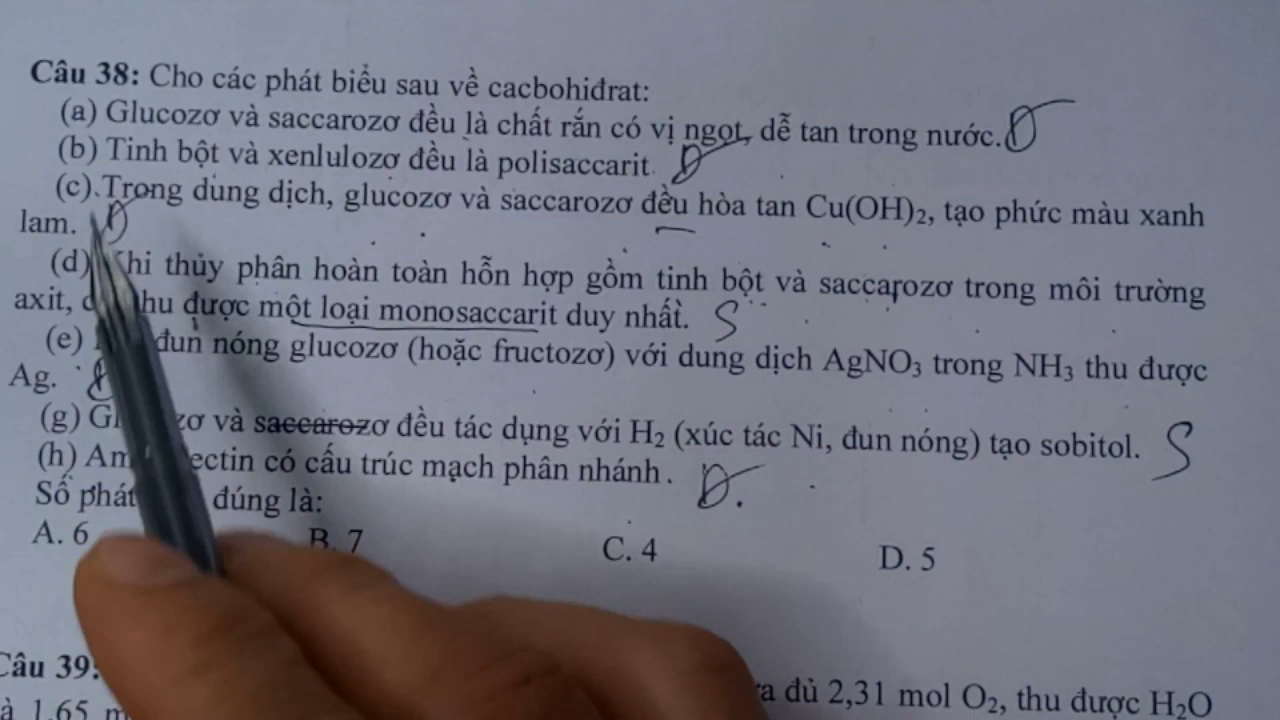 Câu 38: Cho các phát biểu sau về cacbohiđrat:
(a) Glucozơ và saccarozơ đều là chất rắn có vị ngọt, dễ tan trong nước. Đ
(b) Tinh bột và xenlulozơ đều là polisaccarit. Đ
(c) Trong dung dịch, glucozơ và saccarozơ đều hòa tan Cu(OH)₂, tạo phức màu xanh
lam. Đ
(d) hi thủy phân hoàn toàn hỗn hợp gồm tinh bột và saccarozơ trong môi trường
axit, hu được một loại monosaccarit duy nhất. S
(e) đun nóng glucozơ (hoặc fructozơ) với dung dịch AgNO₃ trong NH₃ thu được
Ag. Đ
(g) Gl zơ và saccarozơ đều tác dụng với H₂ (xúc tác Ni, đun nóng) tạo sobitol. S
(h) Am ectin có cấu trúc mạch phân nhánh. Đ.
Số phát đúng là:
A. 6 B. 7 C. 4 D. 5
Câu 39: đủ 2,31 mol O₂, thu được H₂O
à 1,65 m